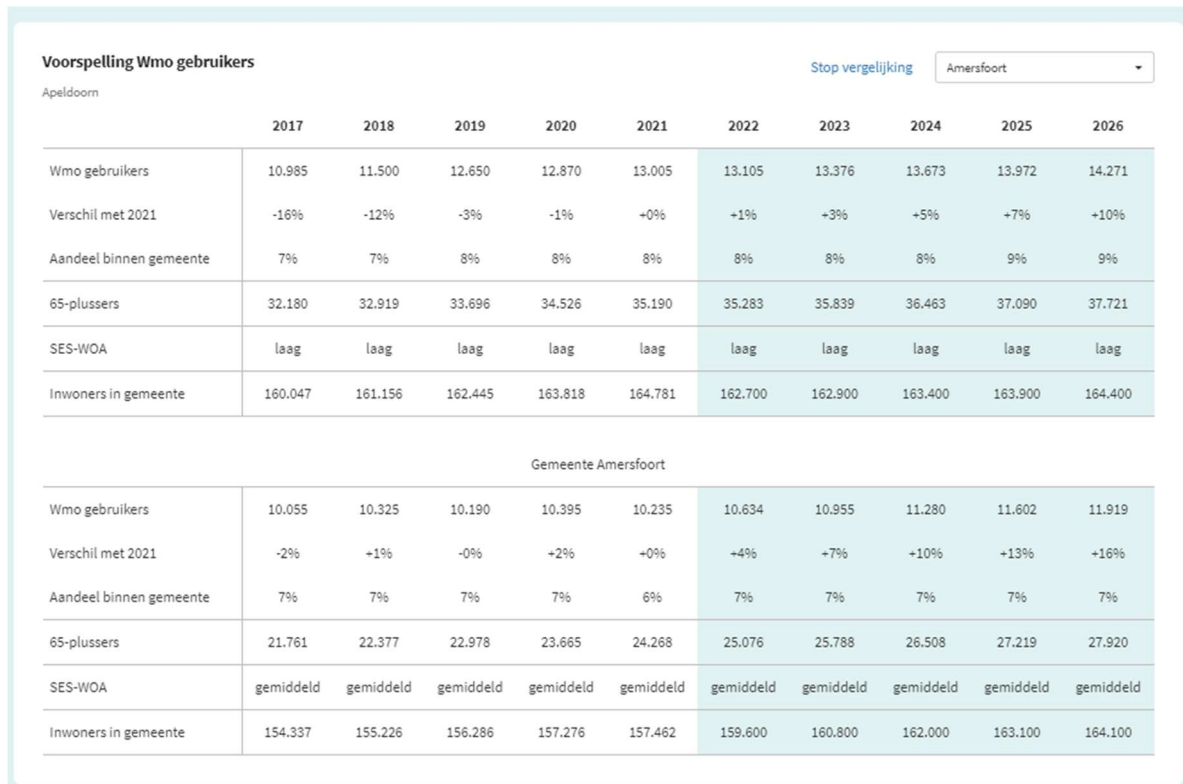 Voorspelling Wmo gebruikers
Stop vergelijking Amersfoort
Apeldoorn
2017 2018 2019 2020 2021 2022 2023 2024 2025 2026
Wmo gebruikers 10.985 11.500 12.650 12.870 13.005 13.105 13.376 13.673 13.972 14.271
Verschil met 2021 -16% -12% -3% -1% +0% +1% +3% +5% +7% +10%
Aandeel binnen gemeente 7% 7% 8% 8% 8% 8% 8% 8% 9% 9%
65-plussers 32.180 32.919 33.696 34.526 35.190 35.283 35.839 36.463 37.090 37.721
SES-WOA laag laag laag laag laag laag laag laag laag laag
Inwoners in gemeente 160.047 161.156 162.445 163.818 164.781 162.700 162.900 163.400 163.900 164.400
Gemeente Amersfoort
Wmo gebruikers 10.055 10.325 10.190 10.395 10.235 10.634 10.955 11.280 11.602 11.919
Verschil met 2021 -2% +1% -0% +2% +0% +4% +7% +10% +13% +16%
Aandeel binnen gemeente 7% 7% 7% 7% 6% 7% 7% 7% 7% 7%
65-plussers 21.761 22.377 22.978 23.665 24.268 25.076 25.788 26.508 27.219 27.920
SES-WOA gemiddeld gemiddeld gemiddeld gemiddeld gemiddeld gemiddeld gemiddeld gemiddeld gemiddeld gemiddeld
Inwoners in gemeente 154.337 155.226 156.286 157.276 157.462 159.600 160.800 162.000 163.100 164.100